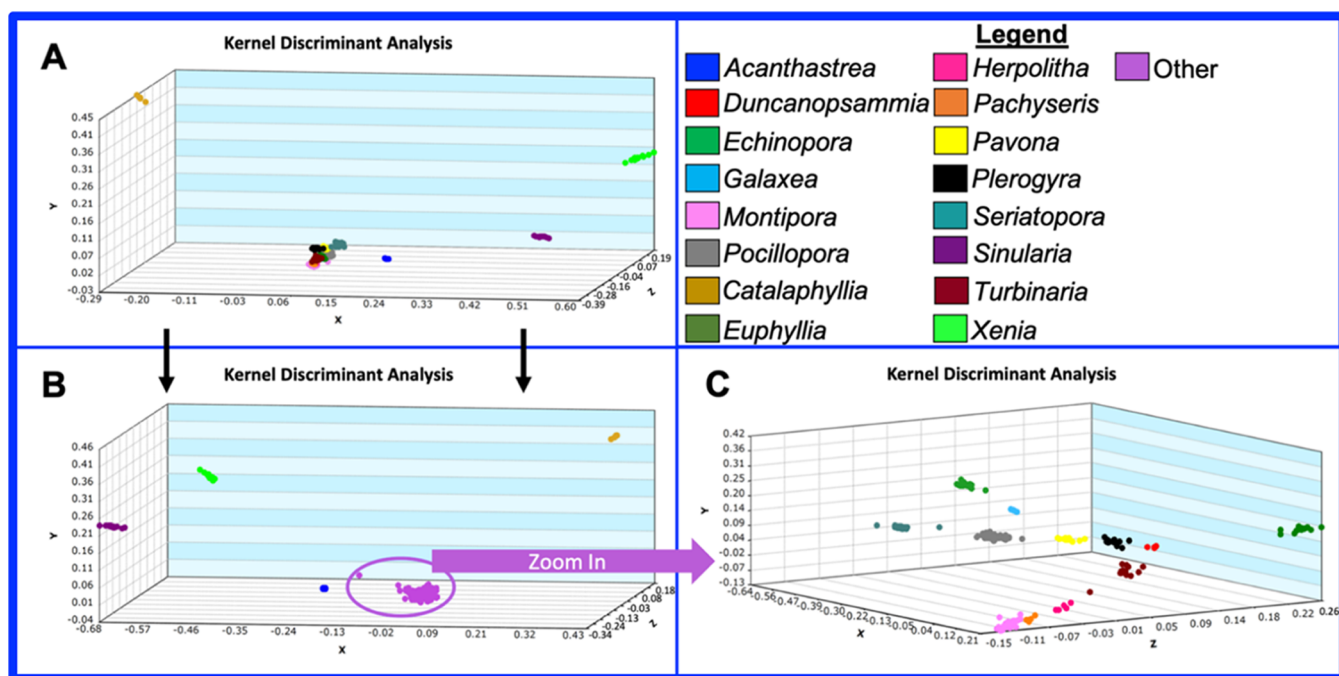 A
Kernel Discriminant Analysis
0.45
0.41
0.36
0.31
0.26
0.21
0.16
0.11
0.07
0.02
-0.03
Y
-0.29 -0.20 -0.11 -0.03 0.06 0.15 0.24 0.33 0.42 0.51 0.60
X
0.19
0.07
-0.04
-0.16
-0.28
-0.39
Z
Legend
Acanthastrea Herpolitha Other
Duncanopsammia Pachyseris
Echinopora Pavona
Galaxea Plerogyra
Montipora Seriatopora
Pocillopora Sinularia
Catalaphyllia Turbinaria
Euphyllia Xenia
B
Kernel Discriminant Analysis
0.46
0.41
0.36
0.31
0.26
0.21
0.16
0.11
0.06
0.01
-0.04
Y
-0.68 -0.57 -0.46 -0.35 -0.24 -0.13 -0.02 0.09 0.21 0.32 0.43
X
0.18
0.08
-0.03
-0.13
-0.24
-0.34
Z
Zoom In
C
Kernel Discriminant Analysis
0.42
0.36
0.31
0.25
0.20
0.14
0.09
0.04
-0.02
-0.07
-0.13
Y
-0.64 -0.56 -0.47 -0.39 -0.30 -0.22 -0.13 -0.05 0.04 0.12 0.21
X
-0.15 -0.11 -0.07 -0.03 0.01 0.05 0.09 0.14 0.18 0.22 0.26
Z